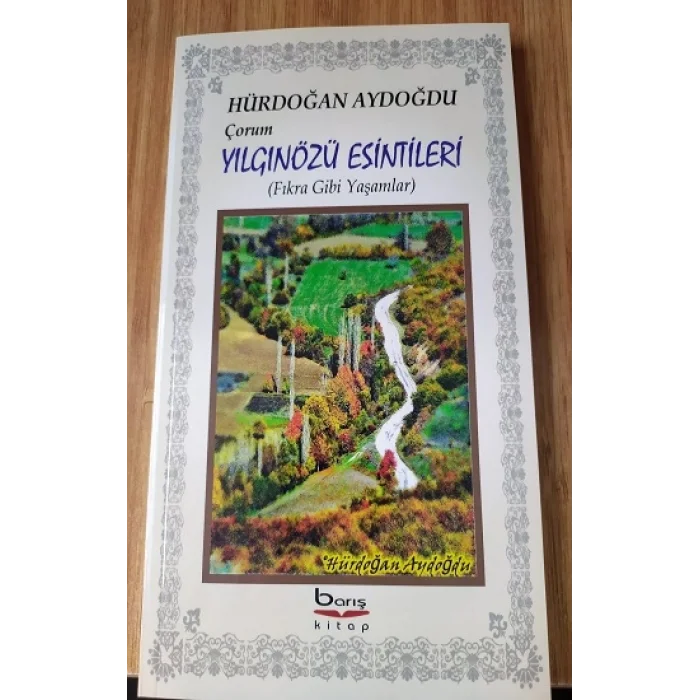 HÜRDOĞAN AYDOĞDU
Çorum
YILGINÖZÜ ESİNTİLERİ
(Fıkra Gibi Yaşamlar)
Hürdoğan Aydoğdu
barış
kitap